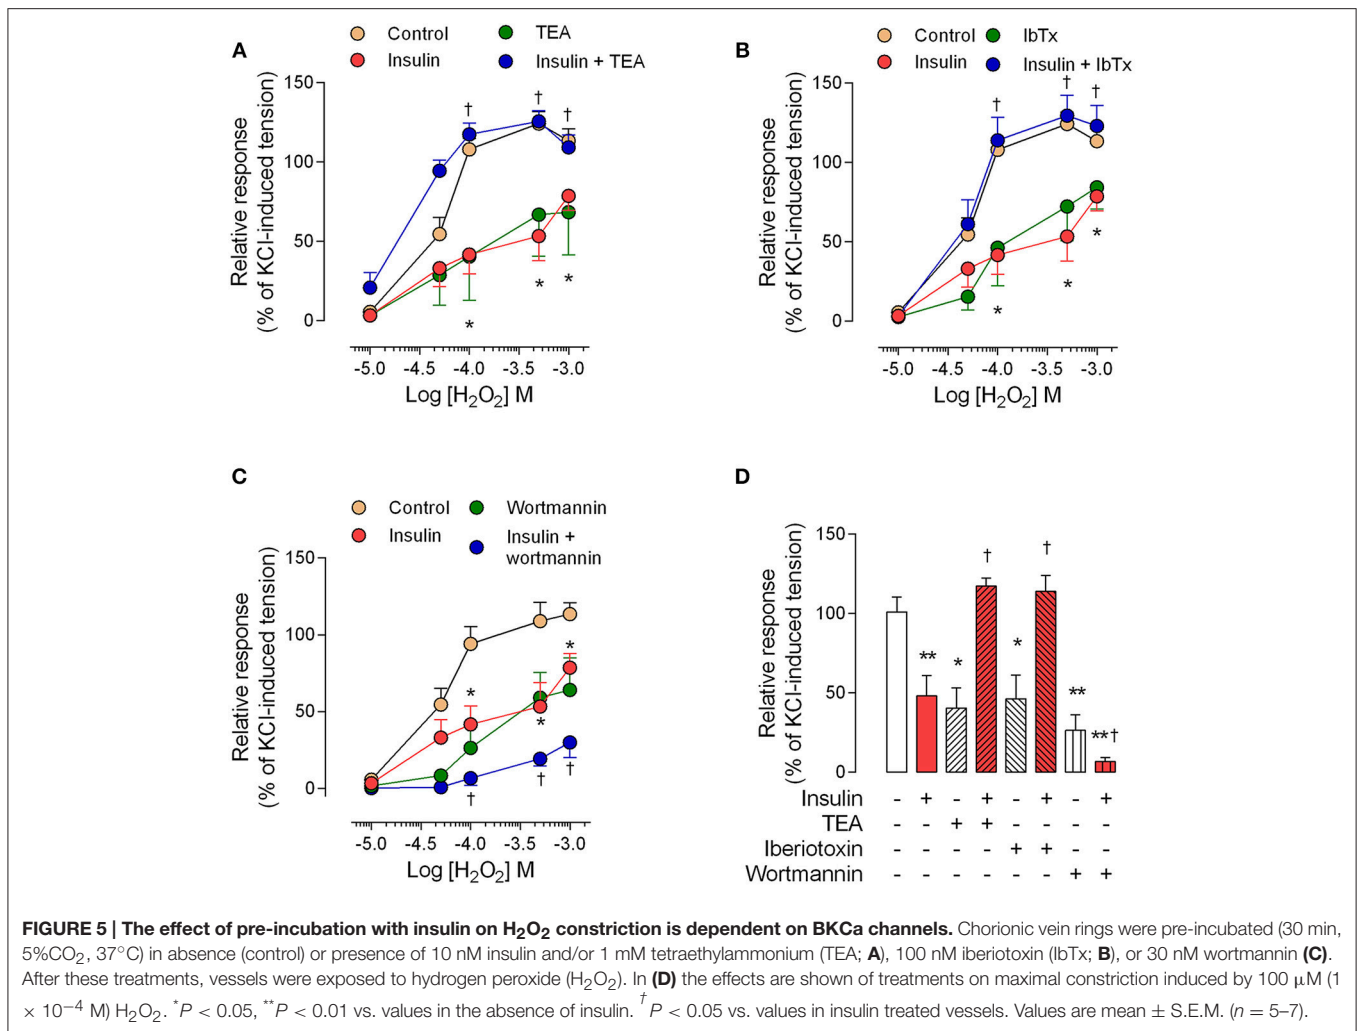 A
Control
TEA
Insulin
Insulin + TEA
Relative response
(% of KCl-induced tension)
150
100
50
0
† † †
* * *
-5.0 -4.5 -4.0 -3.5 -3.0
Log [H₂O₂] M
B
Control
IbTx
Insulin
Insulin + IbTx
Relative response
(% of KCl-induced tension)
150
100
50
0
† † †
* * *
-5.0 -4.5 -4.0 -3.5 -3.0
Log [H₂O₂] M
C
Control
Wortmannin
Insulin
Insulin +
wortmannin
Relative response
(% of KCl-induced tension)
150
100
50
0
* * *
† † †
-5.0 -4.5 -4.0 -3.5 -3.0
Log [H₂O₂] M
D
Relative response
(% of KCl-induced tension)
150
100
50
0
** * † * † ** **†
Insulin - + - + - + - +
TEA - - + + - - - -
Iberiotoxin - - - - + + - -
Wortmannin - - - - - - + +
FIGURE 5 | The effect of pre-incubation with insulin on H₂O₂ constriction is dependent on BKCa channels. Chorionic vein rings were pre-incubated (30 min,
5%CO₂, 37°C) in absence (control) or presence of 10 nM insulin and/or 1 mM tetraethylammonium (TEA; A), 100 nM iberiotoxin (IbTx; B), or 30 nM wortmannin (C).
After these treatments, vessels were exposed to hydrogen peroxide (H₂O₂). In (D) the effects are shown of treatments on maximal constriction induced by 100 μM (1
× 10⁻⁴ M) H₂O₂. *P < 0.05, **P < 0.01 vs. values in the absence of insulin. †P < 0.05 vs. values in insulin treated vessels. Values are mean ± S.E.M. (n = 5–7).